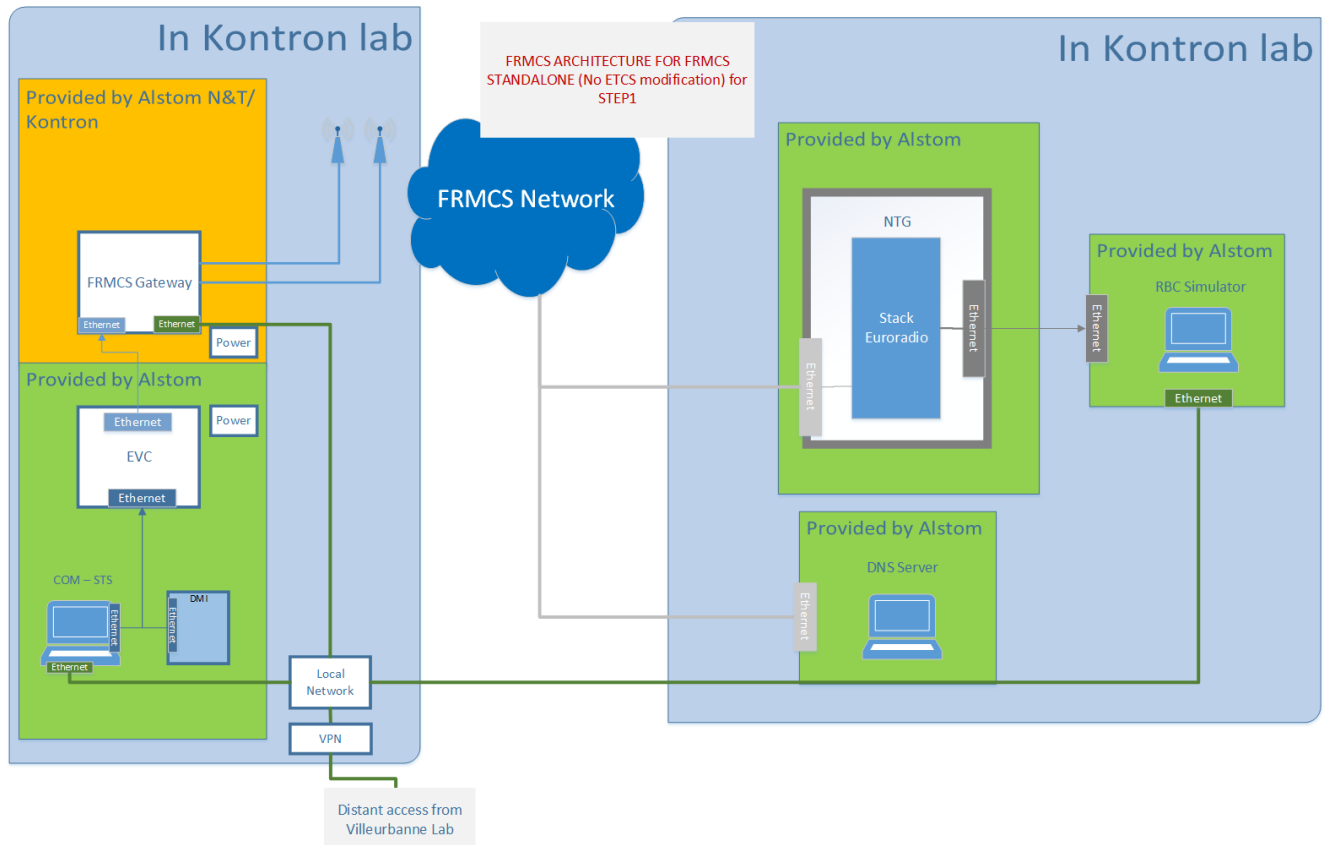 In Kontron lab
In Kontron lab
FRMCS ARCHITECTURE FOR FRMCS
STANDALONE (No ETCS modification) for
STEP1
Provided by Alstom N&T/
Kontron
FRMCS Network
FRMCS Gateway
Ethernet
Ethernet
Power
Provided by Alstom
Power
Ethernet
EVC
Ethernet
COM – STS
Ethernet
Ethernet
DMI
Ethernet
Local
Network
VPN
Distant access from
Villeurbanne Lab
Provided by Alstom
NTG
Stack
Euroradio
Ethernet
Ethernet
Provided by Alstom
RBC Simulator
Ethernet
Ethernet
Provided by Alstom
DNS Server
Ethernet